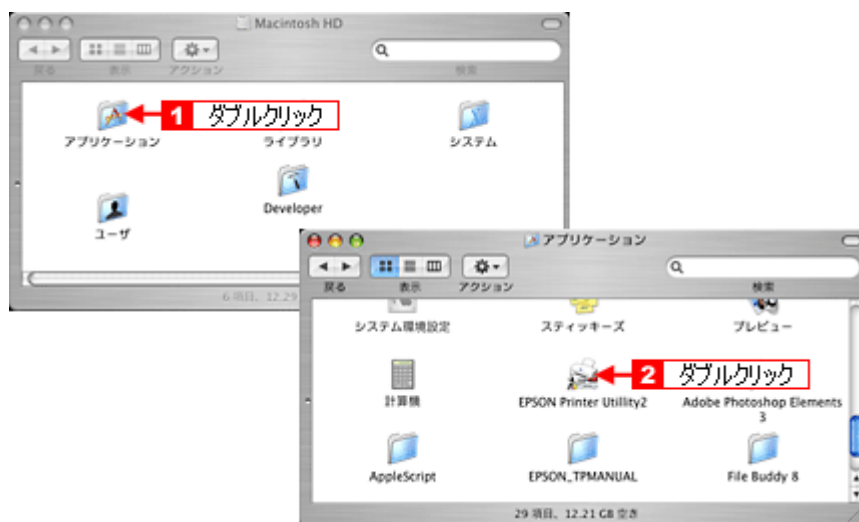 Macintosh HD
戻る 表示 アクション 検索
1 ダブルクリック
アプリケーション ライブラリ システム
ユーザ Developer
6 項目、12.29
アプリケーション
戻る 表示 アクション 検索
システム環境設定 スティッキーズ プレビュー
2 ダブルクリック
計算機 EPSON Printer Utillity2 Adobe Photoshop Elements
3
AppleScript EPSON_TPMANUAL File Buddy 8
29 項目、12.21 GB 空き